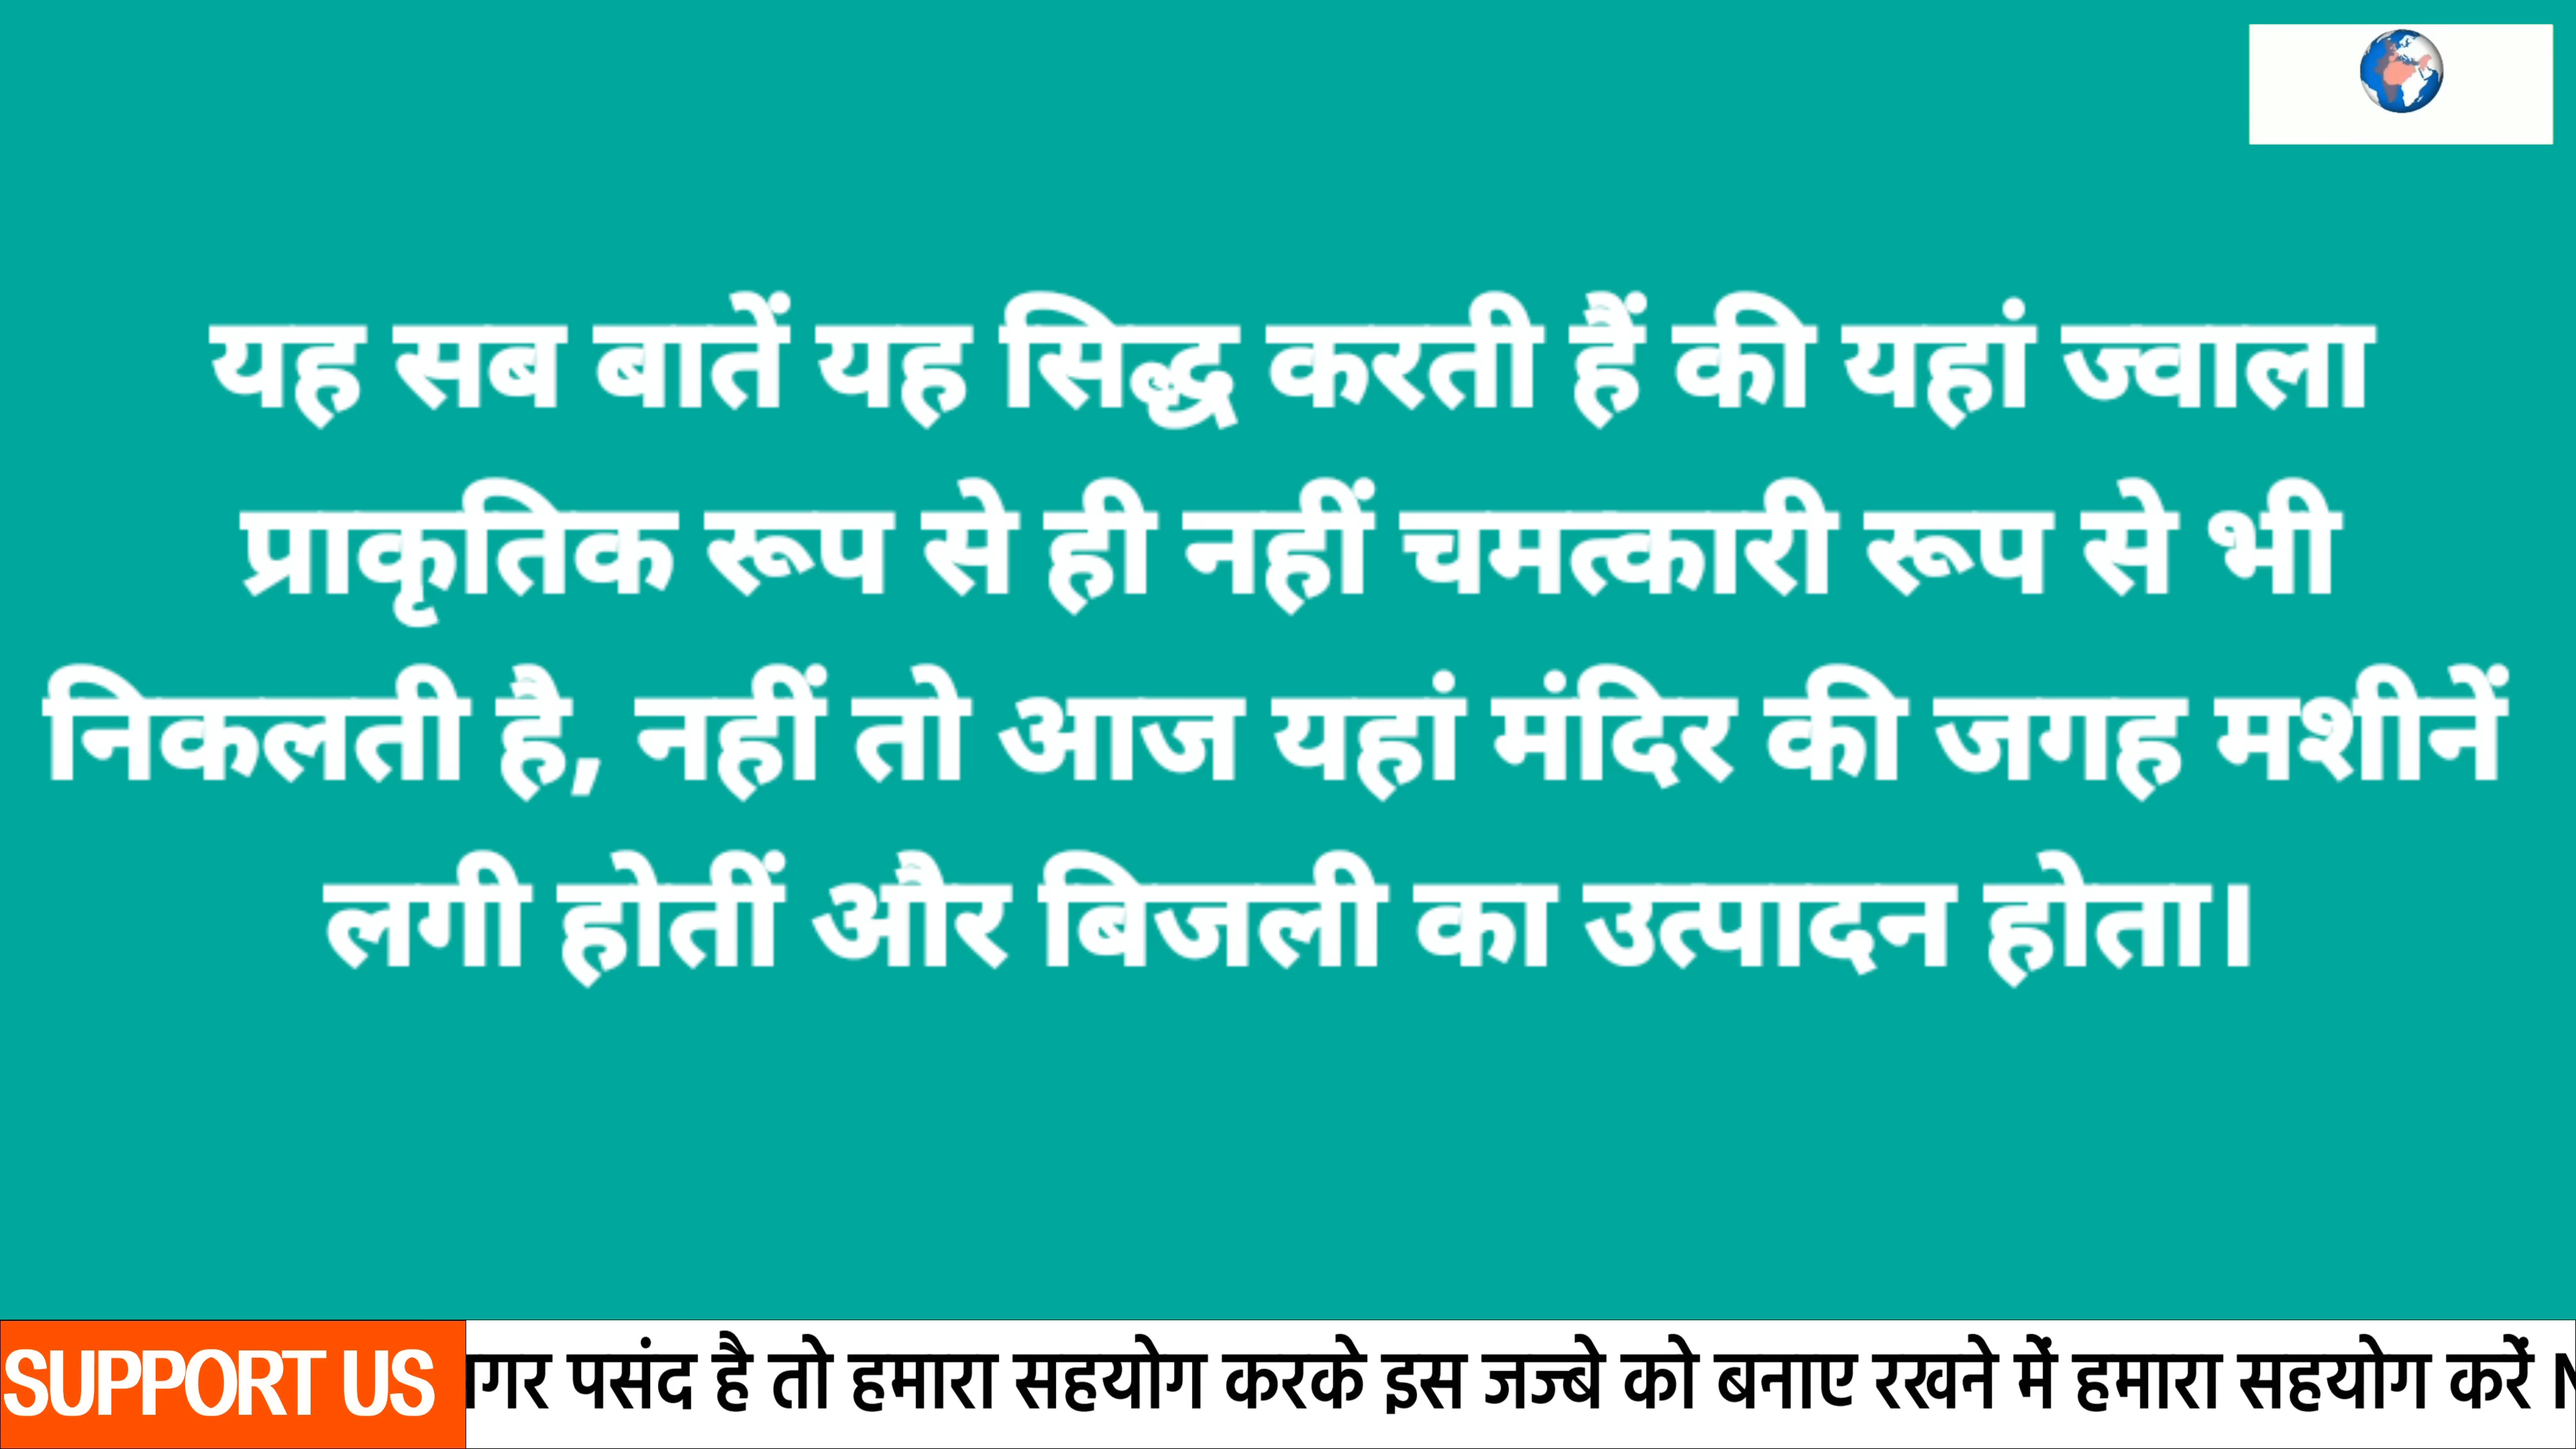 यह सब बातें यह सिद्ध करती हैं की यहां ज्वाला
प्राकृतिक रूप से ही नहीं चमत्कारी रूप से भी
निकलती है, नहीं तो आज यहां मंदिर की जगह मशीनें
लगी होतीं और बिजली का उत्पादन होता।
SUPPORT US
पसंद है तो हमारा सहयोग करके इस जज्बे को बनाए रखने में हमारा सहयोग करें